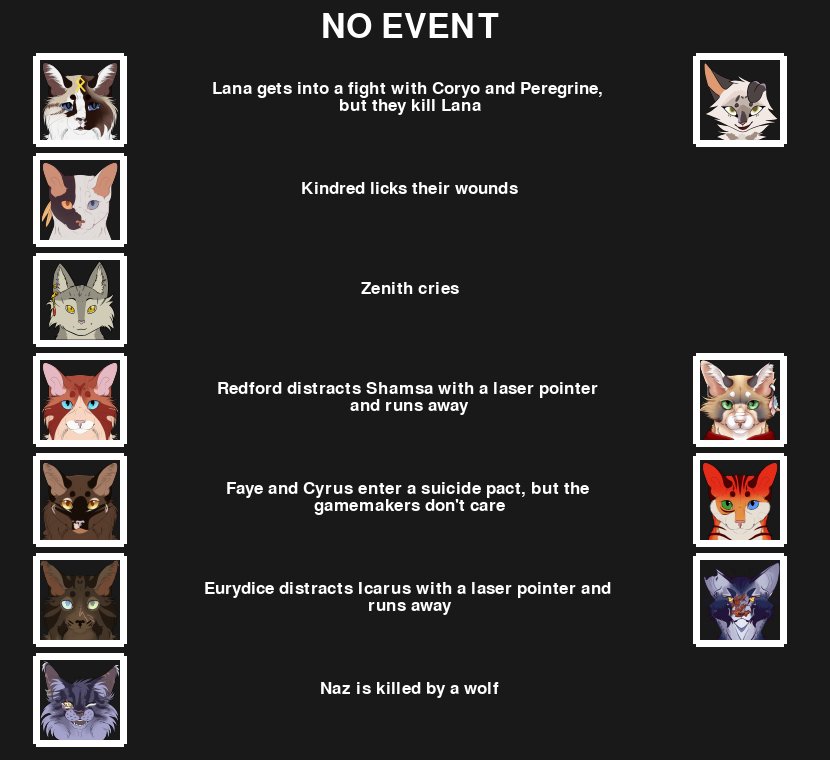 NO EVENT
Lana gets into a fight with Coryo and Peregrine,
but they kill Lana
Kindred licks their wounds
Zenith cries
Redford distracts Shamsa with a laser pointer
and runs away
Faye and Cyrus enter a suicide pact, but the
gamemakers don't care
Eurydice distracts Icarus with a laser pointer and
runs away
Naz is killed by a wolf